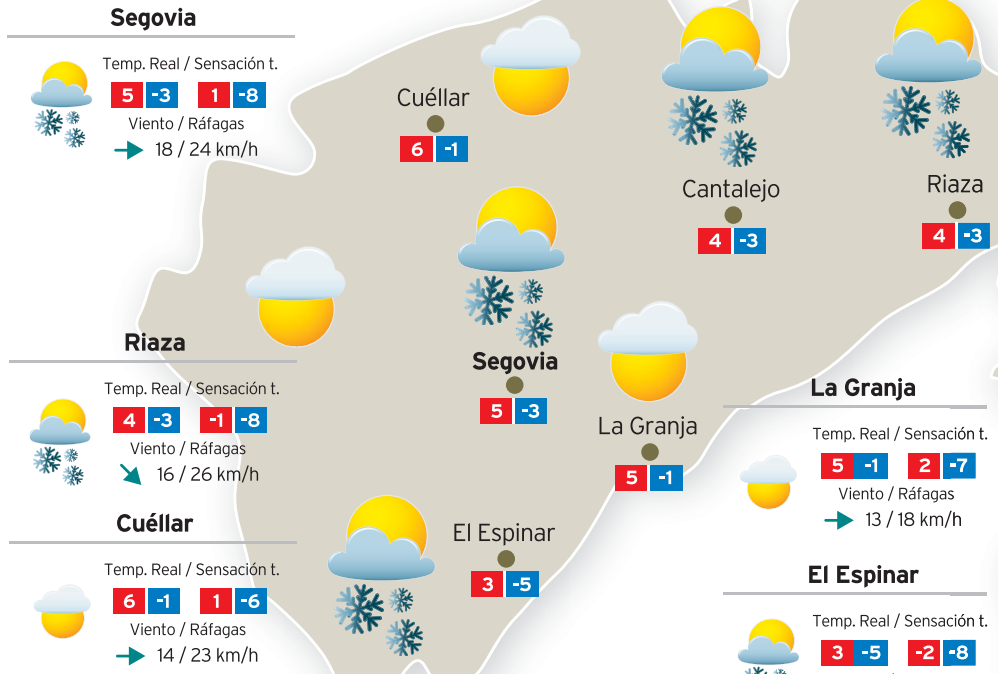 Segovia
Temp. Real / Sensación t.
5 -3 1 -8
Viento / Ráfagas
18 / 24 km/h
Riaza
Temp. Real / Sensación t.
4 -3 -1 -8
Viento / Ráfagas
16 / 26 km/h
Cuéllar
Temp. Real / Sensación t.
6 -1 1 -6
Viento / Ráfagas
14 / 23 km/h
Cuéllar
6 -1
Cantalejo
4 -3
Riaza
4 -3
Segovia
5 -3
La Granja
5 -1
El Espinar
3 -5
La Granja
Temp. Real / Sensación t.
5 -1 2 -7
Viento / Ráfagas
13 / 18 km/h
El Espinar
Temp. Real / Sensación t.
3 -5 -2 -8